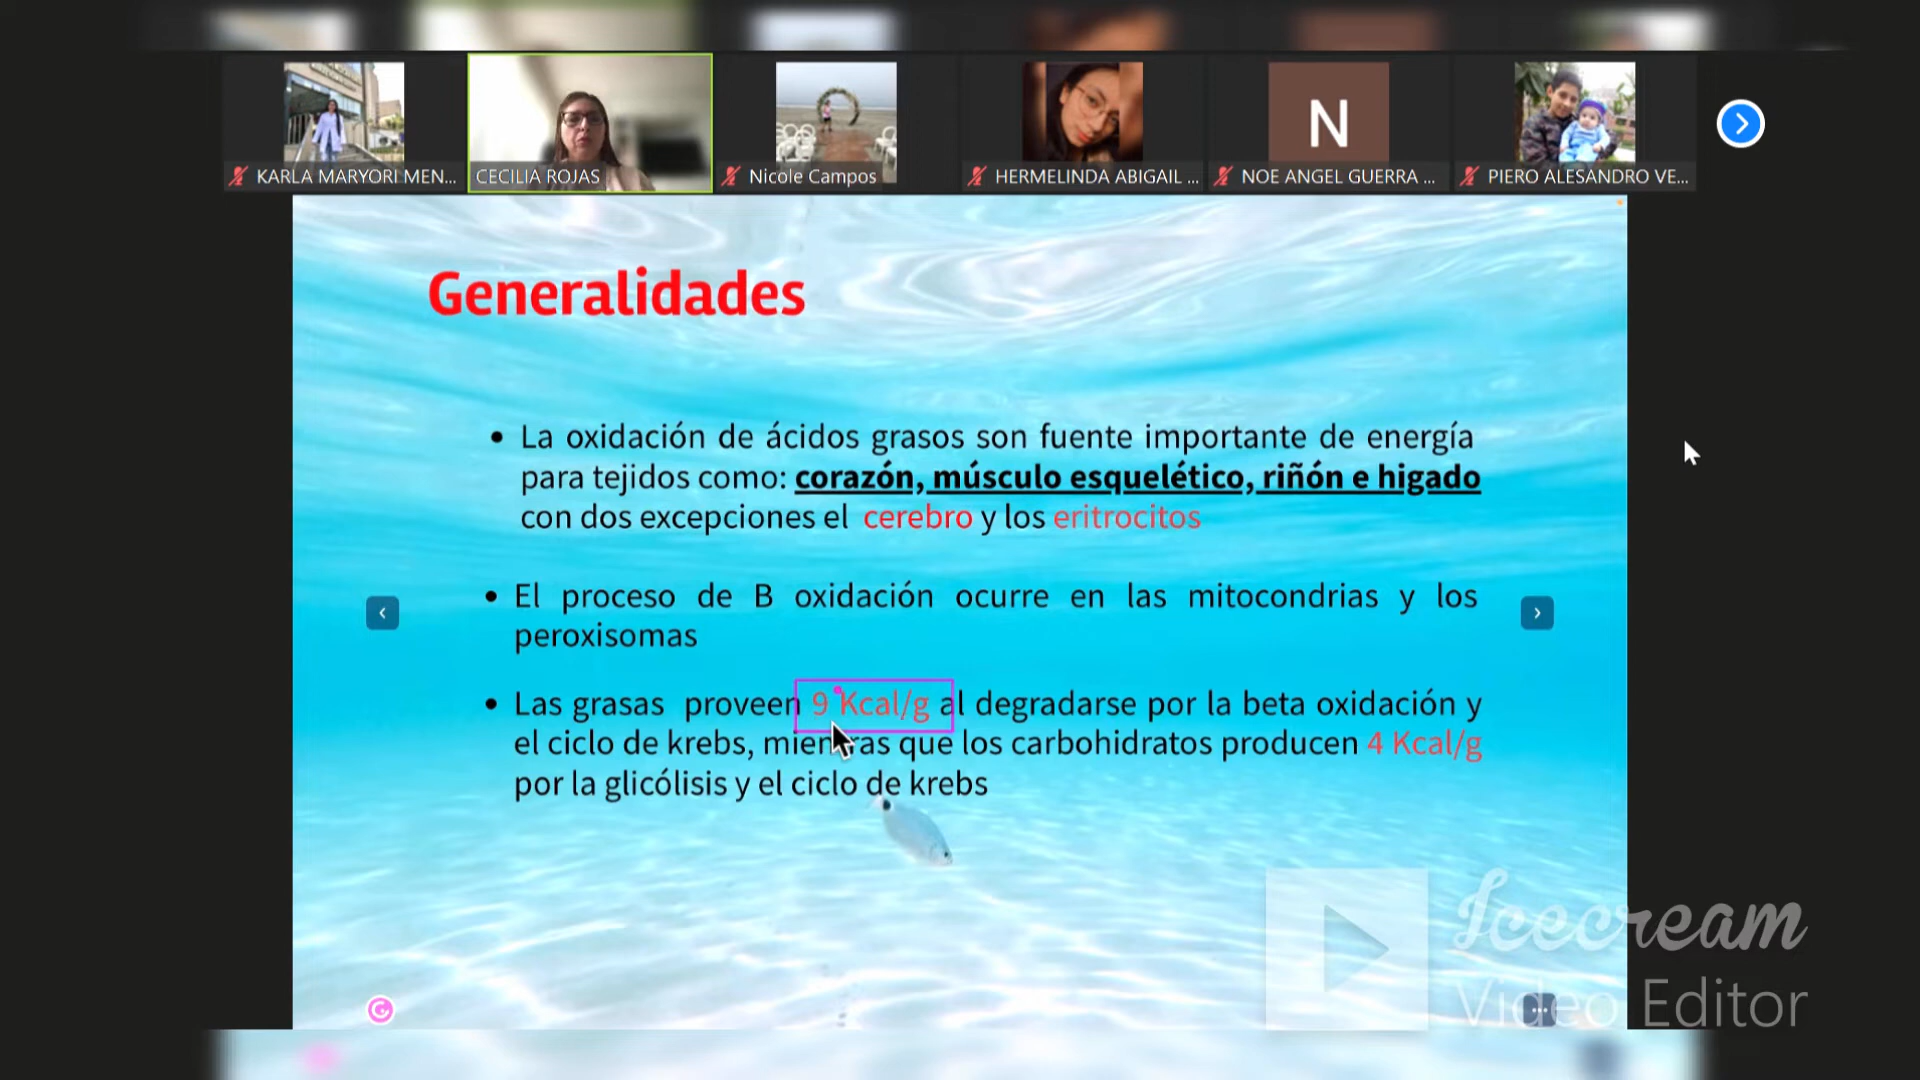 KARLA MARYORI MEN...
CECILIA ROJAS
Nicole Campos
HERMELINDA ABIGAIL ...
N
NOE ANGEL GUERRA ...
PIERO ALESANDRO VE...
Generalidades
• La oxidación de ácidos grasos son fuente importante de energía
para tejidos como: corazón, músculo esquelético, riñón e higado
con dos excepciones el cerebro y los eritrocitos
• El proceso de B oxidación ocurre en las mitocondrias y los
peroxisomas
• Las grasas proveen 9 Kcal/g al degradarse por la beta oxidación y
el ciclo de krebs, mientras que los carbohidratos producen 4 Kcal/g
por la glicólisis y el ciclo de krebs
Icecream
Video Editor